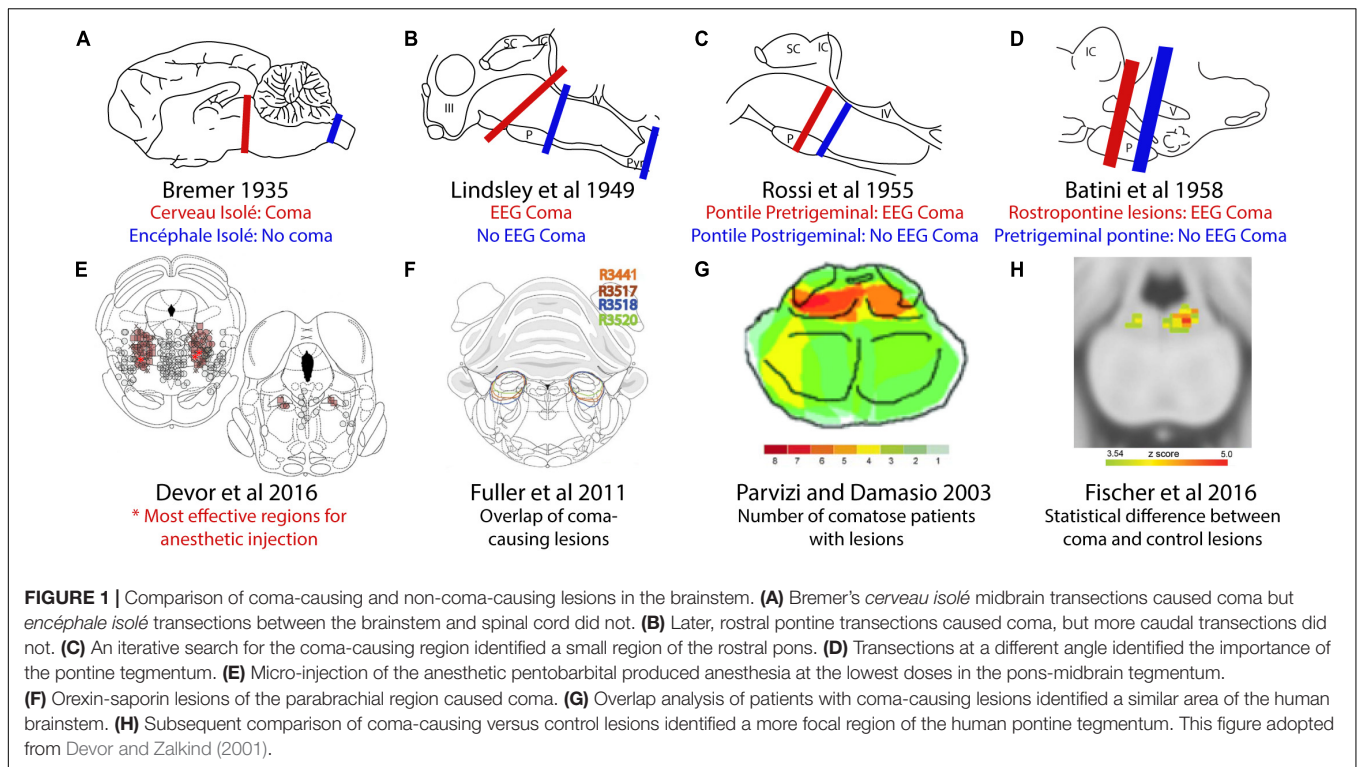 A
B
C
D
SC
IC
III
IV
P
Pyr
SC
IC
IV
P
IC
V
P
Bremer 1935
Cerveau Isolé: Coma
Encéphale Isolé: No coma
Lindsley et al 1949
EEG Coma
No EEG Coma
Rossi et al 1955
Pontile Pretrigeminal: EEG Coma
Pontile Postrigeminal: No EEG Coma
Batini et al 1958
Rostropontine lesions: EEG Coma
Pretrigeminal pontine: No EEG Coma
E
F
G
H
R3441
R3517
R3518
R3520
8 7 6 5 4 3 2 1
3.54 z score 5.0
Devor et al 2016
* Most effective regions for
anesthetic injection
Fuller et al 2011
Overlap of coma-
causing lesions
Parvizi and Damasio 2003
Number of comatose patients
with lesions
Fischer et al 2016
Statistical difference between
coma and control lesions
FIGURE 1 | Comparison of coma-causing and non-coma-causing lesions in the brainstem. (A) Bremer's cerveau isolé midbrain transections caused coma but
encéphale isolé transections between the brainstem and spinal cord did not. (B) Later, rostral pontine transections caused coma, but more caudal transections did
not. (C) An iterative search for the coma-causing region identified a small region of the rostral pons. (D) Transections at a different angle identified the importance of
the pontine tegmentum. (E) Micro-injection of the anesthetic pentobarbital produced anesthesia at the lowest doses in the pons-midbrain tegmentum.
(F) Orexin-saporin lesions of the parabrachial region caused coma. (G) Overlap analysis of patients with coma-causing lesions identified a similar area of the human
brainstem. (H) Subsequent comparison of coma-causing versus control lesions identified a more focal region of the human pontine tegmentum. This figure adopted
from Devor and Zalkind (2001).